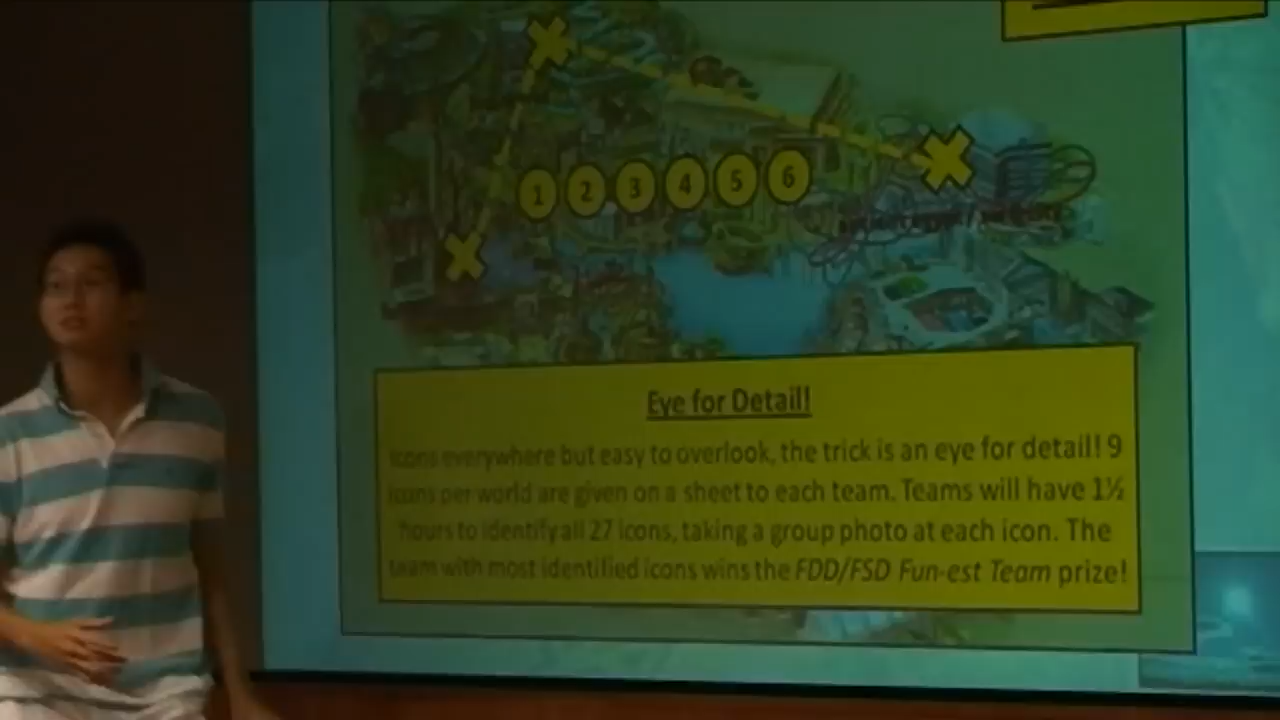 1 2 3 4 5 6
Eye for Detail!
Icons everywhere but easy to overlook, the trick is an eye for detail! 9
icons per world are given on a sheet to each team. Teams will have 1½
hours to identify all 27 icons, taking a group photo at each icon. The
team with most identified icons wins the FDD/FSD Fun-est Team prize!